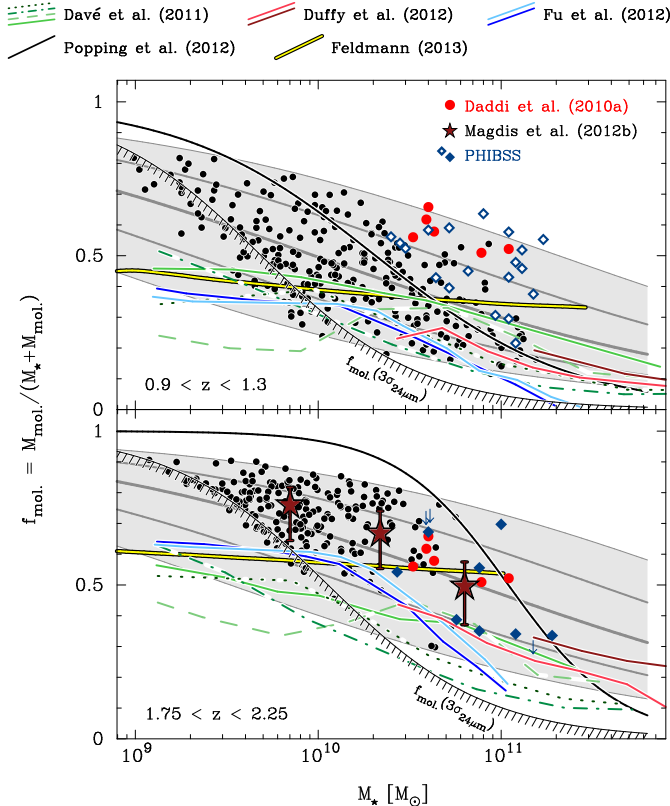 Davé et al. (2011) Duffy et al. (2012) Fu et al. (2012)
Popping et al. (2012) Feldmann (2013)
1
Daddi et al. (2010a)
Magdis et al. (2012b)
PHIBSS
0.5
f_mol.(3σ_24μm)
0.9 < z < 1.3
0
f_mol. = M_mol./(M_★+M_mol.)
1
0.5
f_mol.(3σ_24μm)
1.75 < z < 2.25
0
10^9 10^10 10^11
M_★ [M_⊙]